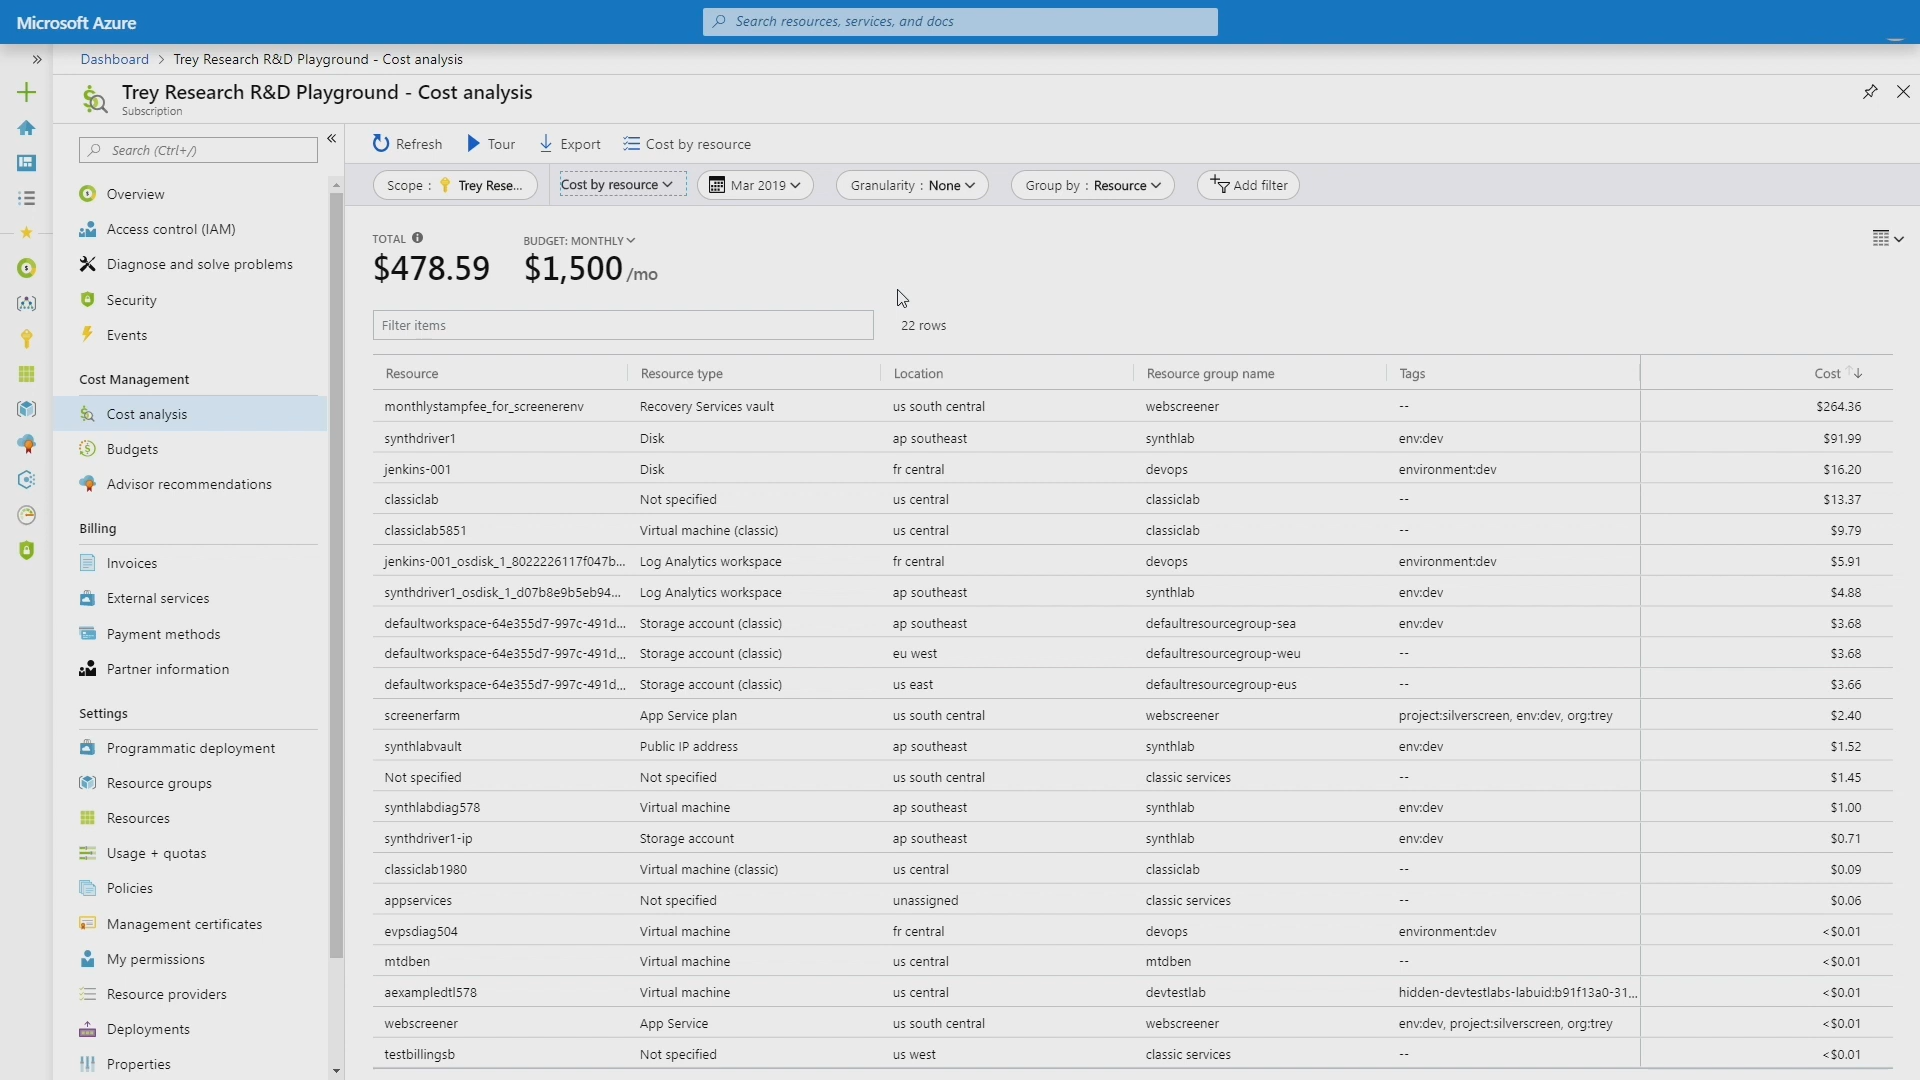 Microsoft Azure
Search resources, services, and docs
Dashboard > Trey Research R&D Playground - Cost analysis
Trey Research R&D Playground - Cost analysis
Subscription
Search (Ctrl+/)
Overview
Access control (IAM)
Diagnose and solve problems
Security
Events
Cost Management
Cost analysis
Budgets
Advisor recommendations
Billing
Invoices
External services
Payment methods
Partner information
Settings
Programmatic deployment
Resource groups
Resources
Usage + quotas
Policies
Management certificates
My permissions
Resource providers
Deployments
Properties
Refresh Tour Export Cost by resource
Scope : Trey Rese... Cost by resource Mar 2019 Granularity : None Group by : Resource Add filter
TOTAL BUDGET: MONTHLY
$478.59 $1,500 /mo
Filter items 22 rows
Resource Resource type Location Resource group name Tags Cost
monthlystampfee_for_screenerenv Recovery Services vault us south central webscreener -- $264.36
synthdriver1 Disk ap southeast synthlab env:dev $91.99
jenkins-001 Disk fr central devops environment:dev $16.20
classiclab Not specified us central classiclab -- $13.37
classiclab5851 Virtual machine (classic) us central classiclab -- $9.79
jenkins-001_osdisk_1_8022226117f047b... Log Analytics workspace fr central devops environment:dev $5.91
synthdriver1_osdisk_1_d07b8e9b5eb94... Log Analytics workspace ap southeast synthlab env:dev $4.88
defaultworkspace-64e355d7-997c-491d... Storage account (classic) ap southeast defaultresourcegroup-sea env:dev $3.68
defaultworkspace-64e355d7-997c-491d... Storage account (classic) eu west defaultresourcegroup-weu -- $3.68
defaultworkspace-64e355d7-997c-491d... Storage account (classic) us east defaultresourcegroup-eus -- $3.66
screenerfarm App Service plan us south central webscreener project:silverscreen, env:dev, org:trey $2.40
synthlabvault Public IP address ap southeast synthlab env:dev $1.52
Not specified Not specified us south central classic services -- $1.45
synthlabdiag578 Virtual machine ap southeast synthlab env:dev $1.00
synthdriver1-ip Storage account ap southeast synthlab env:dev $0.71
classiclab1980 Virtual machine (classic) us central classiclab -- $0.09
appservices Not specified unassigned classic services -- $0.06
evpsdiag504 Virtual machine fr central devops environment:dev <$0.01
mtdben Virtual machine us central mtdben -- <$0.01
aexampledtl578 Virtual machine us central devtestlab hidden-devtestlabs-labuid:b91f13a0-31... <$0.01
webscreener App Service us south central webscreener env:dev, project:silverscreen, org:trey <$0.01
testbillingsb Not specified us west classic services -- <$0.01